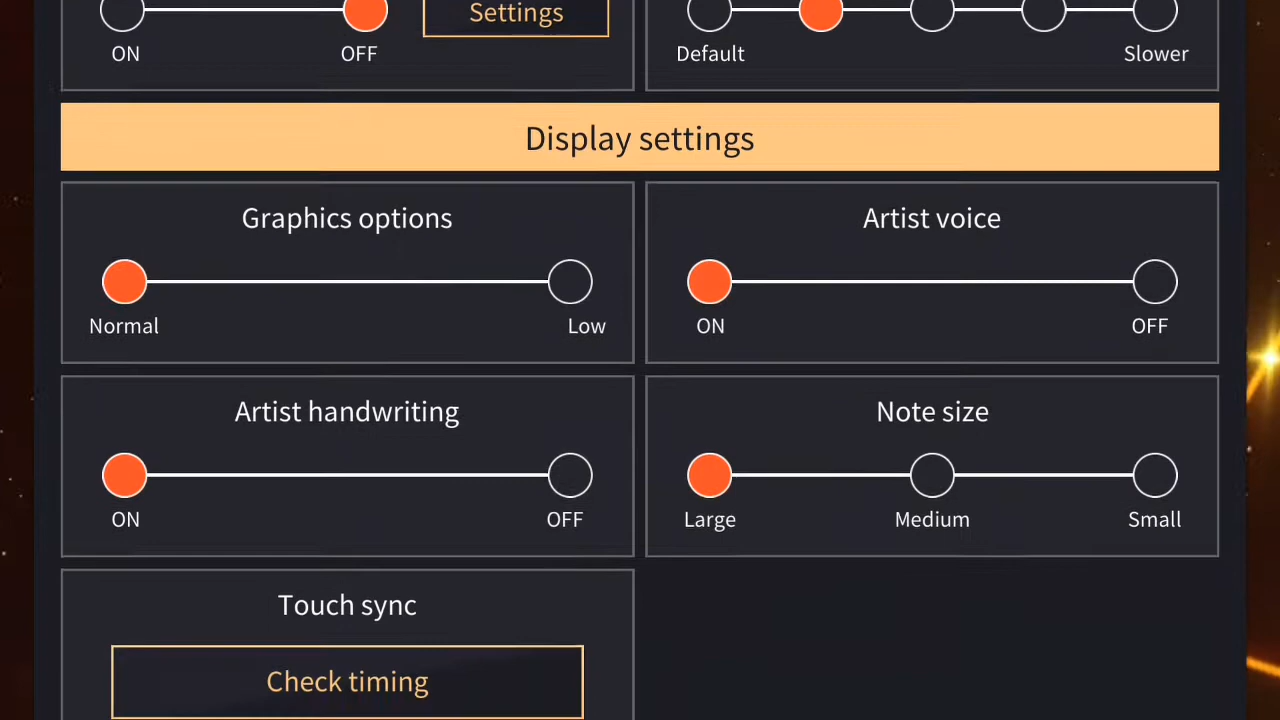 Settings
ON OFF
Default Slower
Display settings
Graphics options
Normal Low
Artist voice
ON OFF
Artist handwriting
ON OFF
Note size
Large Medium Small
Touch sync
Check timing